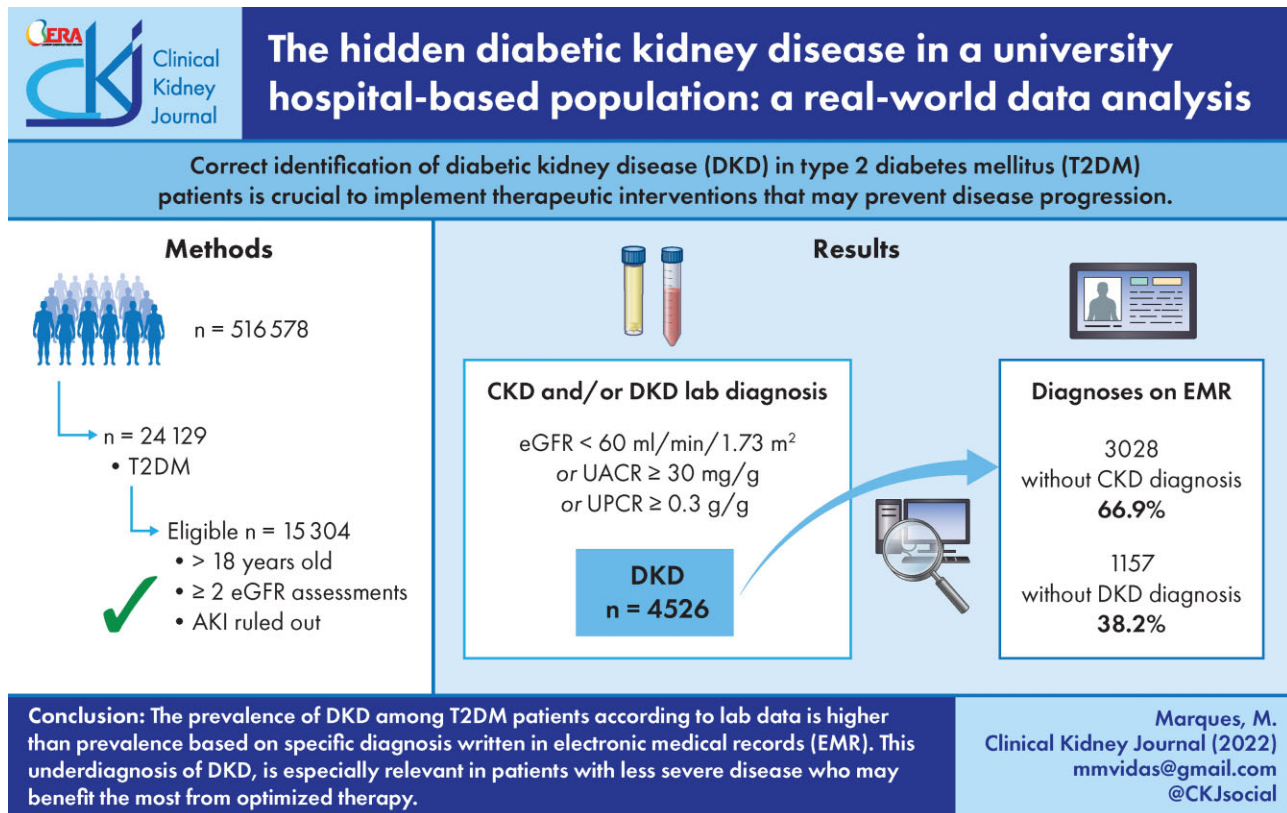 ERA
CKJ
Clinical
Kidney
Journal
The hidden diabetic kidney disease in a university
hospital-based population: a real-world data analysis
Correct identification of diabetic kidney disease (DKD) in type 2 diabetes mellitus (T2DM)
patients is crucial to implement therapeutic interventions that may prevent disease progression.
Methods
n = 516 578
n = 24 129
• T2DM
Eligible n = 15 304
• > 18 years old
• ≥ 2 eGFR assessments
• AKI ruled out
Results
CKD and/or DKD lab diagnosis
eGFR < 60 ml/min/1.73 m²
or UACR ≥ 30 mg/g
or UPCR ≥ 0.3 g/g
DKD
n = 4526
Diagnoses on EMR
3028
without CKD diagnosis
66.9%
1157
without DKD diagnosis
38.2%
Conclusion: The prevalence of DKD among T2DM patients according to lab data is higher
than prevalence based on specific diagnosis written in electronic medical records (EMR). This
underdiagnosis of DKD, is especially relevant in patients with less severe disease who may
benefit the most from optimized therapy.
Marques, M.
Clinical Kidney Journal (2022)
mmvidas@gmail.com
@CKJsocial